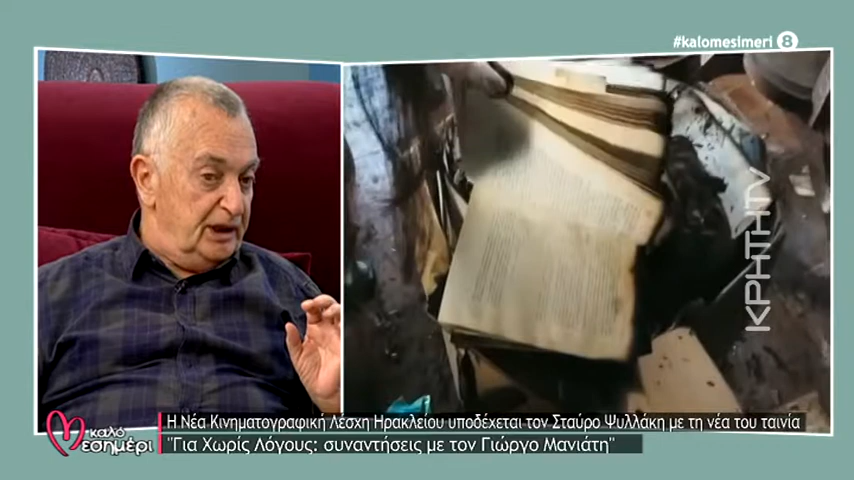 #kalomesimeri 8
ΚΡΗΤΗ TV
Η Νέα Κινηματογραφική Λέσχη Ηρακλείου υποδέχεται τον Σταύρο Ψυλλάκη με τη νέα του ταινία
"Για Χωρίς Λόγους: συναντήσεις με τον Γιώργο Μανιάτη"
καλό
μεσημέρι